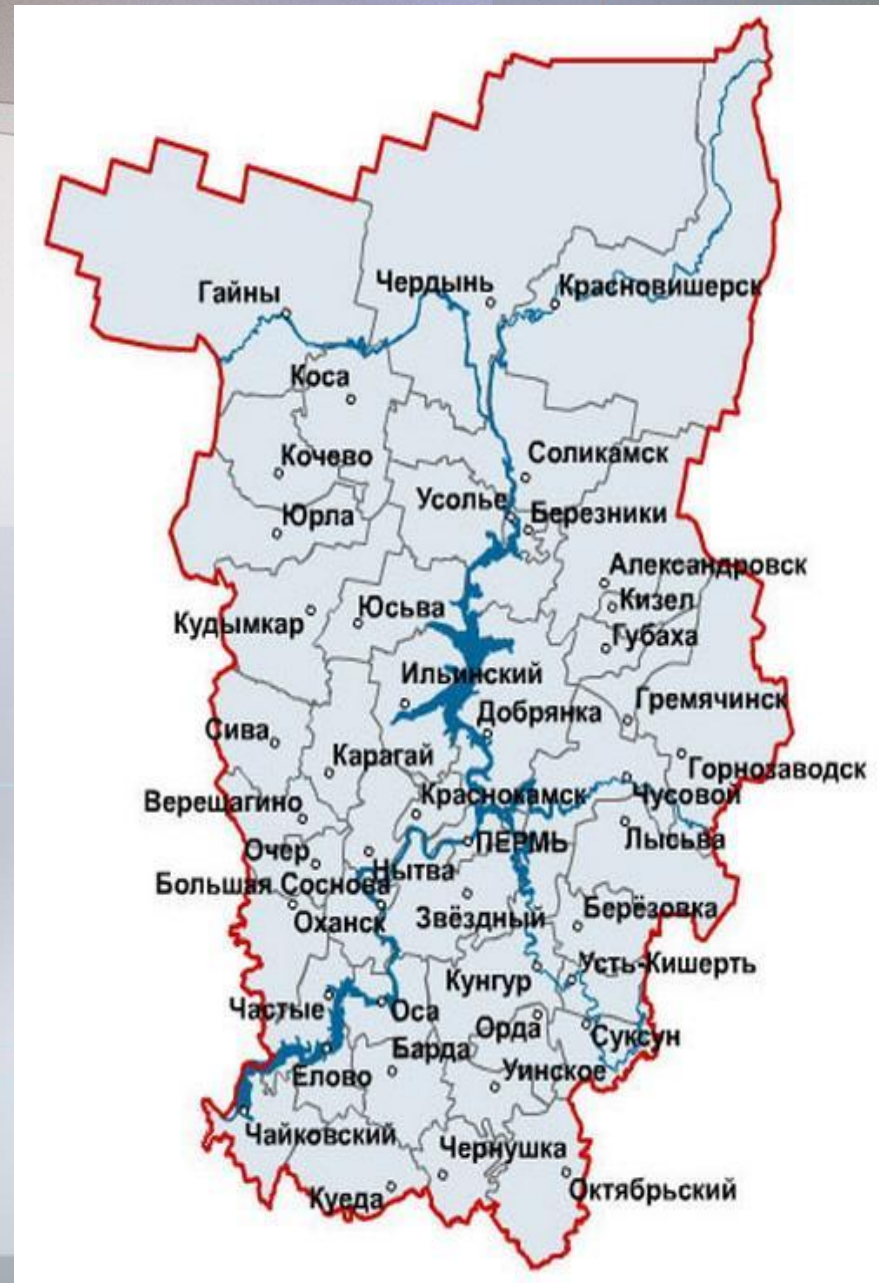 Чердынь
Красновишерск
Гайны
Коса
Кочево
Соликамск
Усолье
Березники
Юрла
Александровск
Кизел
Юсьва
Кудымкар
Губаха
Ильинский
Гремячинск
Добрянка
Сива
Карагай
Горнозаводск
Краснокамск
Чусовой
Верещагино
ПЕРМЬ
Лысьва
Очер
Нытва
Большая Соснова
Звёздный
Берёзовка
Оханск
Усть-Кишерть
Кунгур
Частые
Оса
Орда
Суксун
Барда
Елово
Уинское
Чайковский
Чернушка
Куеда
Октябрьский